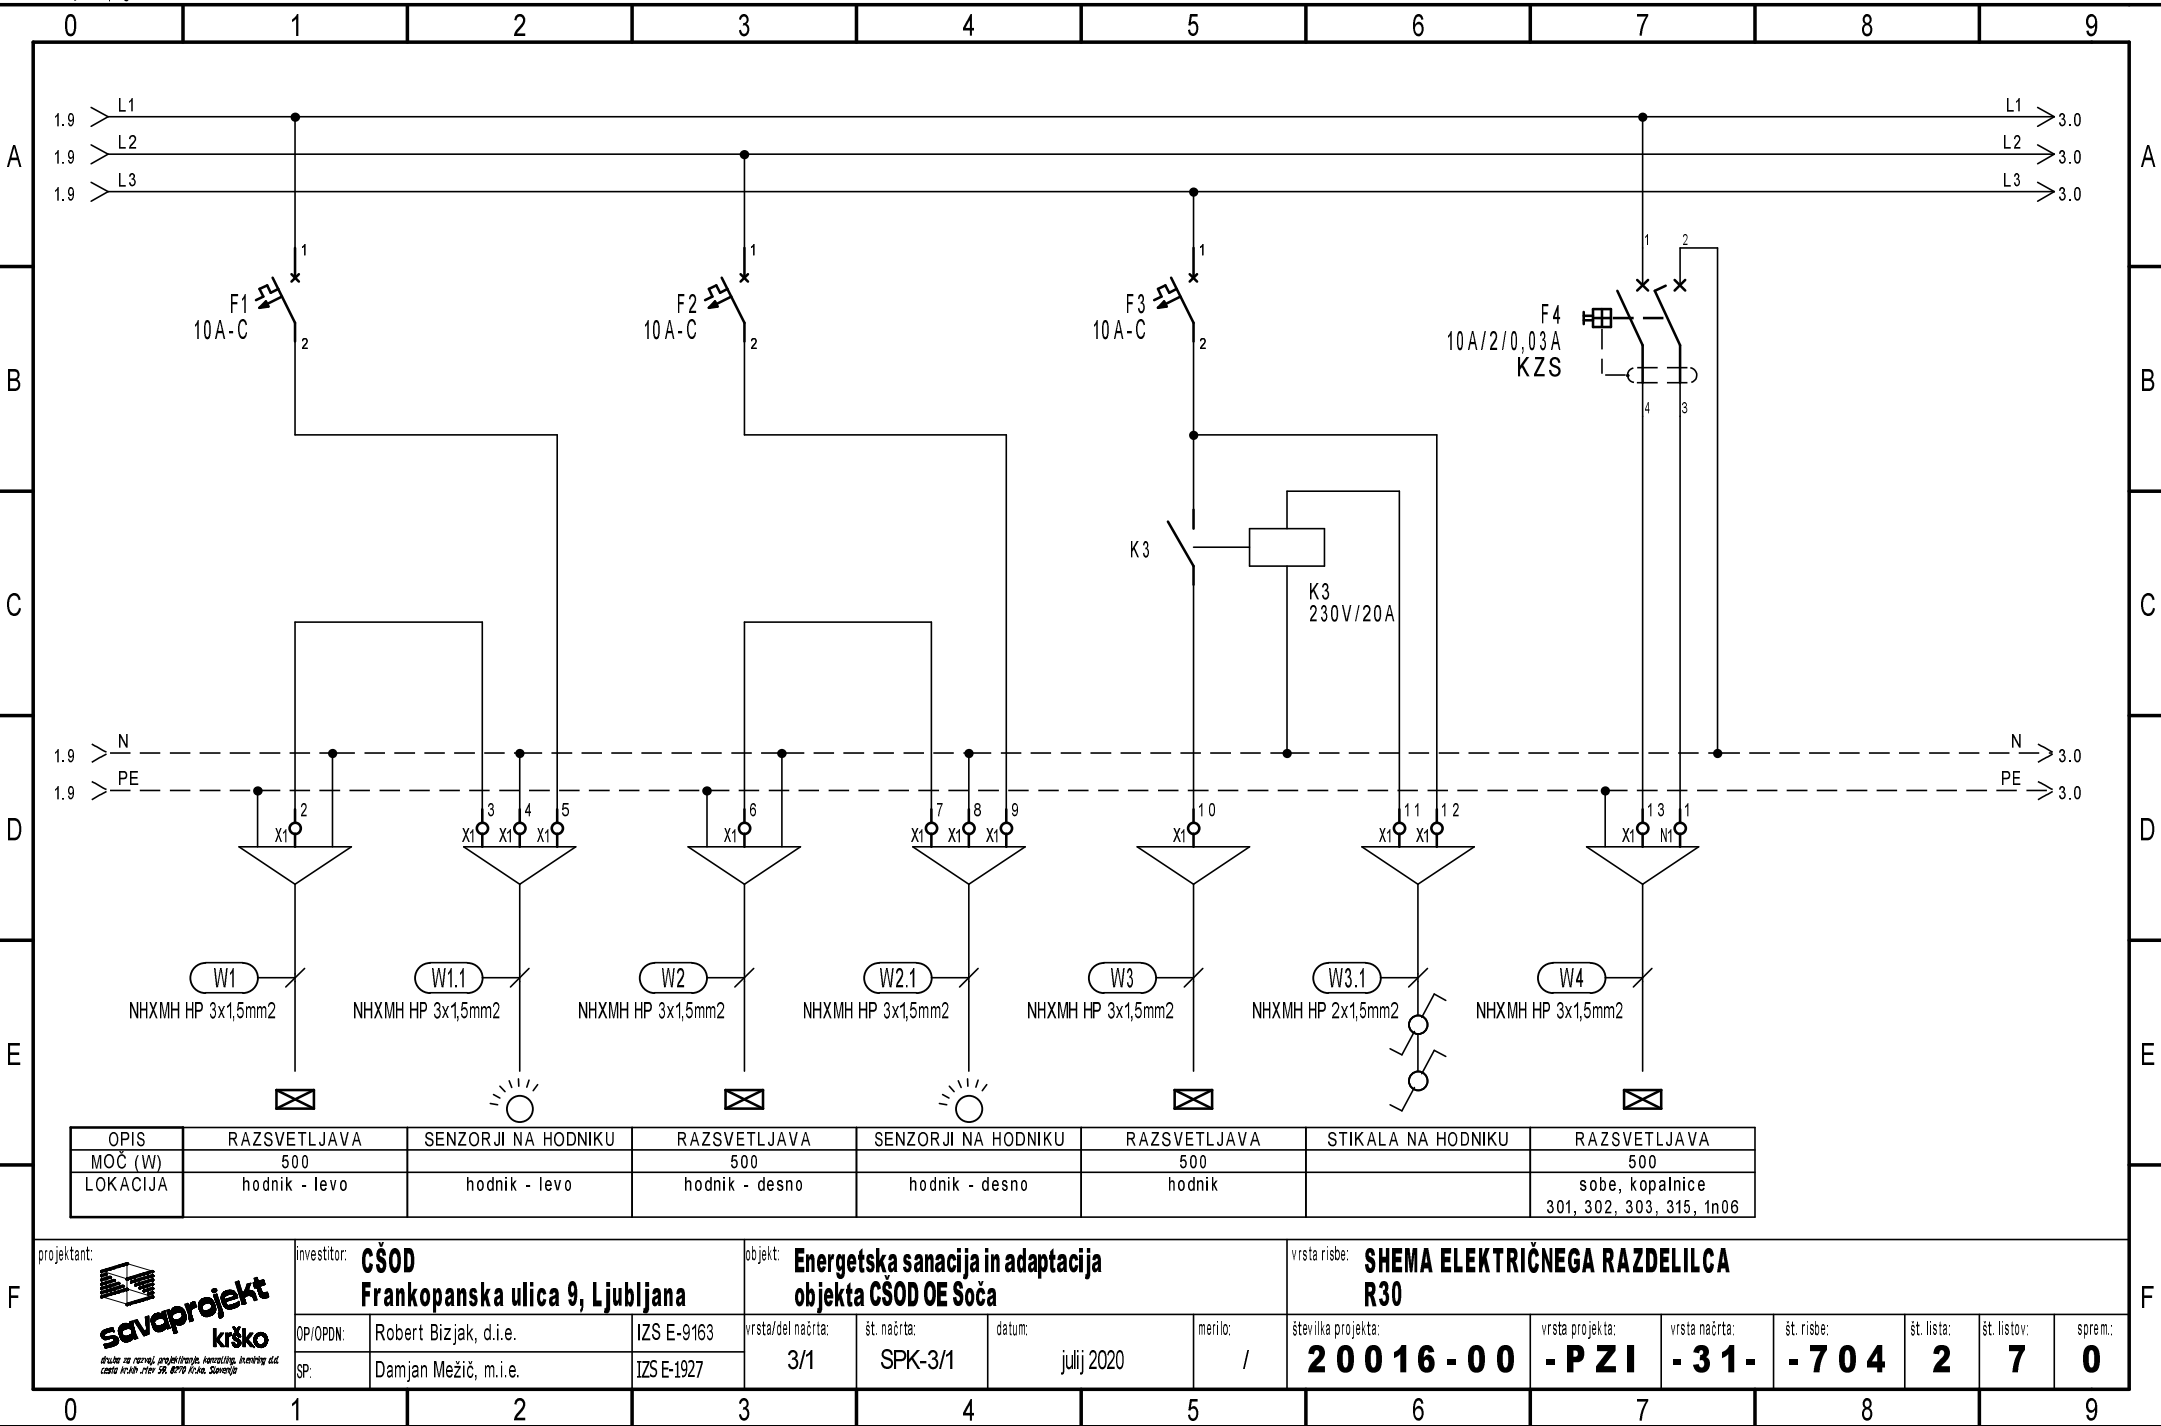 0 1 2 3 4 5 6 7 8 9
1.9 L1 L1 3.0
A 1.9 L2 L2 3.0 A
1.9 L3 L3 3.0
1 1 1 1 2
F1 F2 F3 F4
10A-C 10A-C 10A-C 10A/2/0,03A
2 2 2 KZS
B B
4 3
K3
K3
230V/20A
C C
1.9 N N 3.0
1.9 PE PE 3.0
2 3 4 5 6 7 8 9 10 11 12 13 1
D X1 X1 X1 X1 X1 X1 X1 X1 X1 X1 X1 X1 N1 D
W1 W1.1 W2 W2.1 W3 W3.1 W4
NHXMH HP 3x1,5mm2 NHXMH HP 3x1,5mm2 NHXMH HP 3x1,5mm2 NHXMH HP 3x1,5mm2 NHXMH HP 3x1,5mm2 NHXMH HP 2x1,5mm2 NHXMH HP 3x1,5mm2
E E
OPIS RAZSVETLJAVA SENZORJI NA HODNIKU RAZSVETLJAVA SENZORJI NA HODNIKU RAZSVETLJAVA STIKALA NA HODNIKU RAZSVETLJAVA
MOČ (W) 500 500 500 500
LOKACIJA hodnik - levo hodnik - levo hodnik - desno hodnik - desno hodnik sobe, kopalnice
301, 302, 303, 315, 1n06
projektant: investitor: CŠOD objekt: Energetska sanacija in adaptacija vrsta risbe: SHEMA ELEKTRIČNEGA RAZDELILCA
F Frankopanska ulica 9, Ljubljana objekta CŠOD OE Soča R30 F
savaprojekt
krško
OP/OPDN: Robert Bizjak, d.i.e. IZS E-9163 vrsta/del načrta: št. načrta: datum: merilo: številka projekta: vrsta projekta: vrsta načrta: št. risbe: št. lista: št. listov: sprem.:
SP: Damjan Mežič, m.i.e. IZS E-1927 3/1 SPK-3/1 julij 2020 / 20016-00 -PZI -31- -704 2 7 0
0 1 2 3 4 5 6 7 8 9